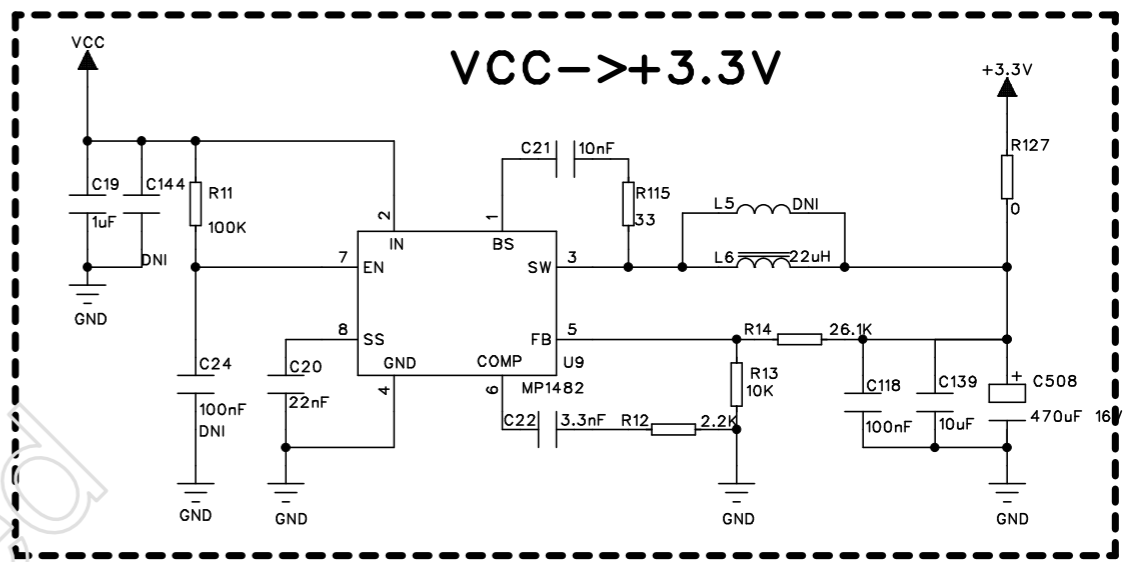 VCC
VCC->+3.3V
+3.3V
C21 10nF
R127
0
C19
1uF
C144
DNI
R11
100K
R115
33
L5 DNI
L6 22uH
2
IN
1
BS
7 EN
SW 3
8 SS
FB 5
GND
4
COMP
6
U9
MP1482
GND
R14 26.1K
C24
100nF
DNI
C20
22nF
R13
10K
C118
100nF
C139
10uF
+
C508
470uF 16V
C22 3.3nF
R12 2.2K
GND
GND
GND
GND